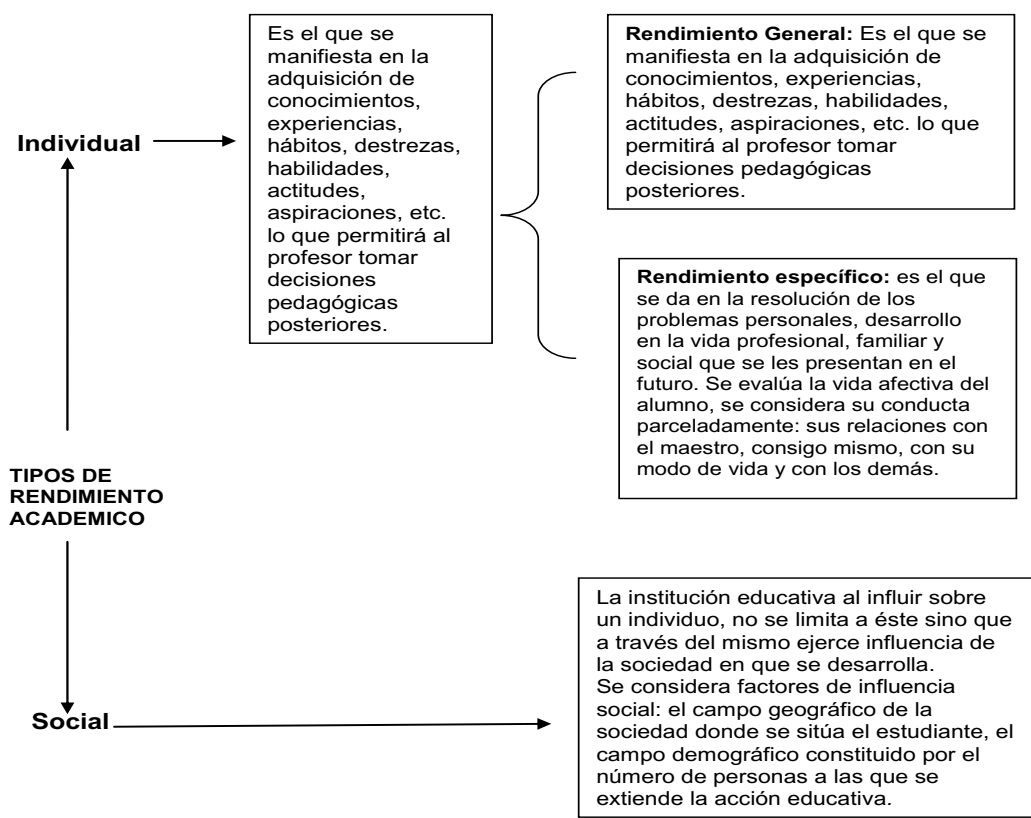 Individual
Es el que se
manifiesta en la
adquisición de
conocimientos,
experiencias,
hábitos, destrezas,
habilidades,
actitudes,
aspiraciones, etc.
lo que permitirá al
profesor tomar
decisiones
pedagógicas
posteriores.
Rendimiento General: Es el que se
manifiesta en la adquisición de
conocimientos, experiencias,
hábitos, destrezas, habilidades,
actitudes, aspiraciones, etc. lo que
permitirá al profesor tomar
decisiones pedagógicas
posteriores.
Rendimiento específico: es el que
se da en la resolución de los
problemas personales, desarrollo
en la vida profesional, familiar y
social que se les presentan en el
futuro. Se evalúa la vida afectiva del
alumno, se considera su conducta
parceladamente: sus relaciones con
el maestro, consigo mismo, con su
modo de vida y con los demás.
TIPOS DE
RENDIMIENTO
ACADEMICO
Social
La institución educativa al influir sobre
un individuo, no se limita a éste sino que
a través del mismo ejerce influencia de
la sociedad en que se desarrolla.
Se considera factores de influencia
social: el campo geográfico de la
sociedad donde se sitúa el estudiante, el
campo demográfico constituido por el
número de personas a las que se
extiende la acción educativa.